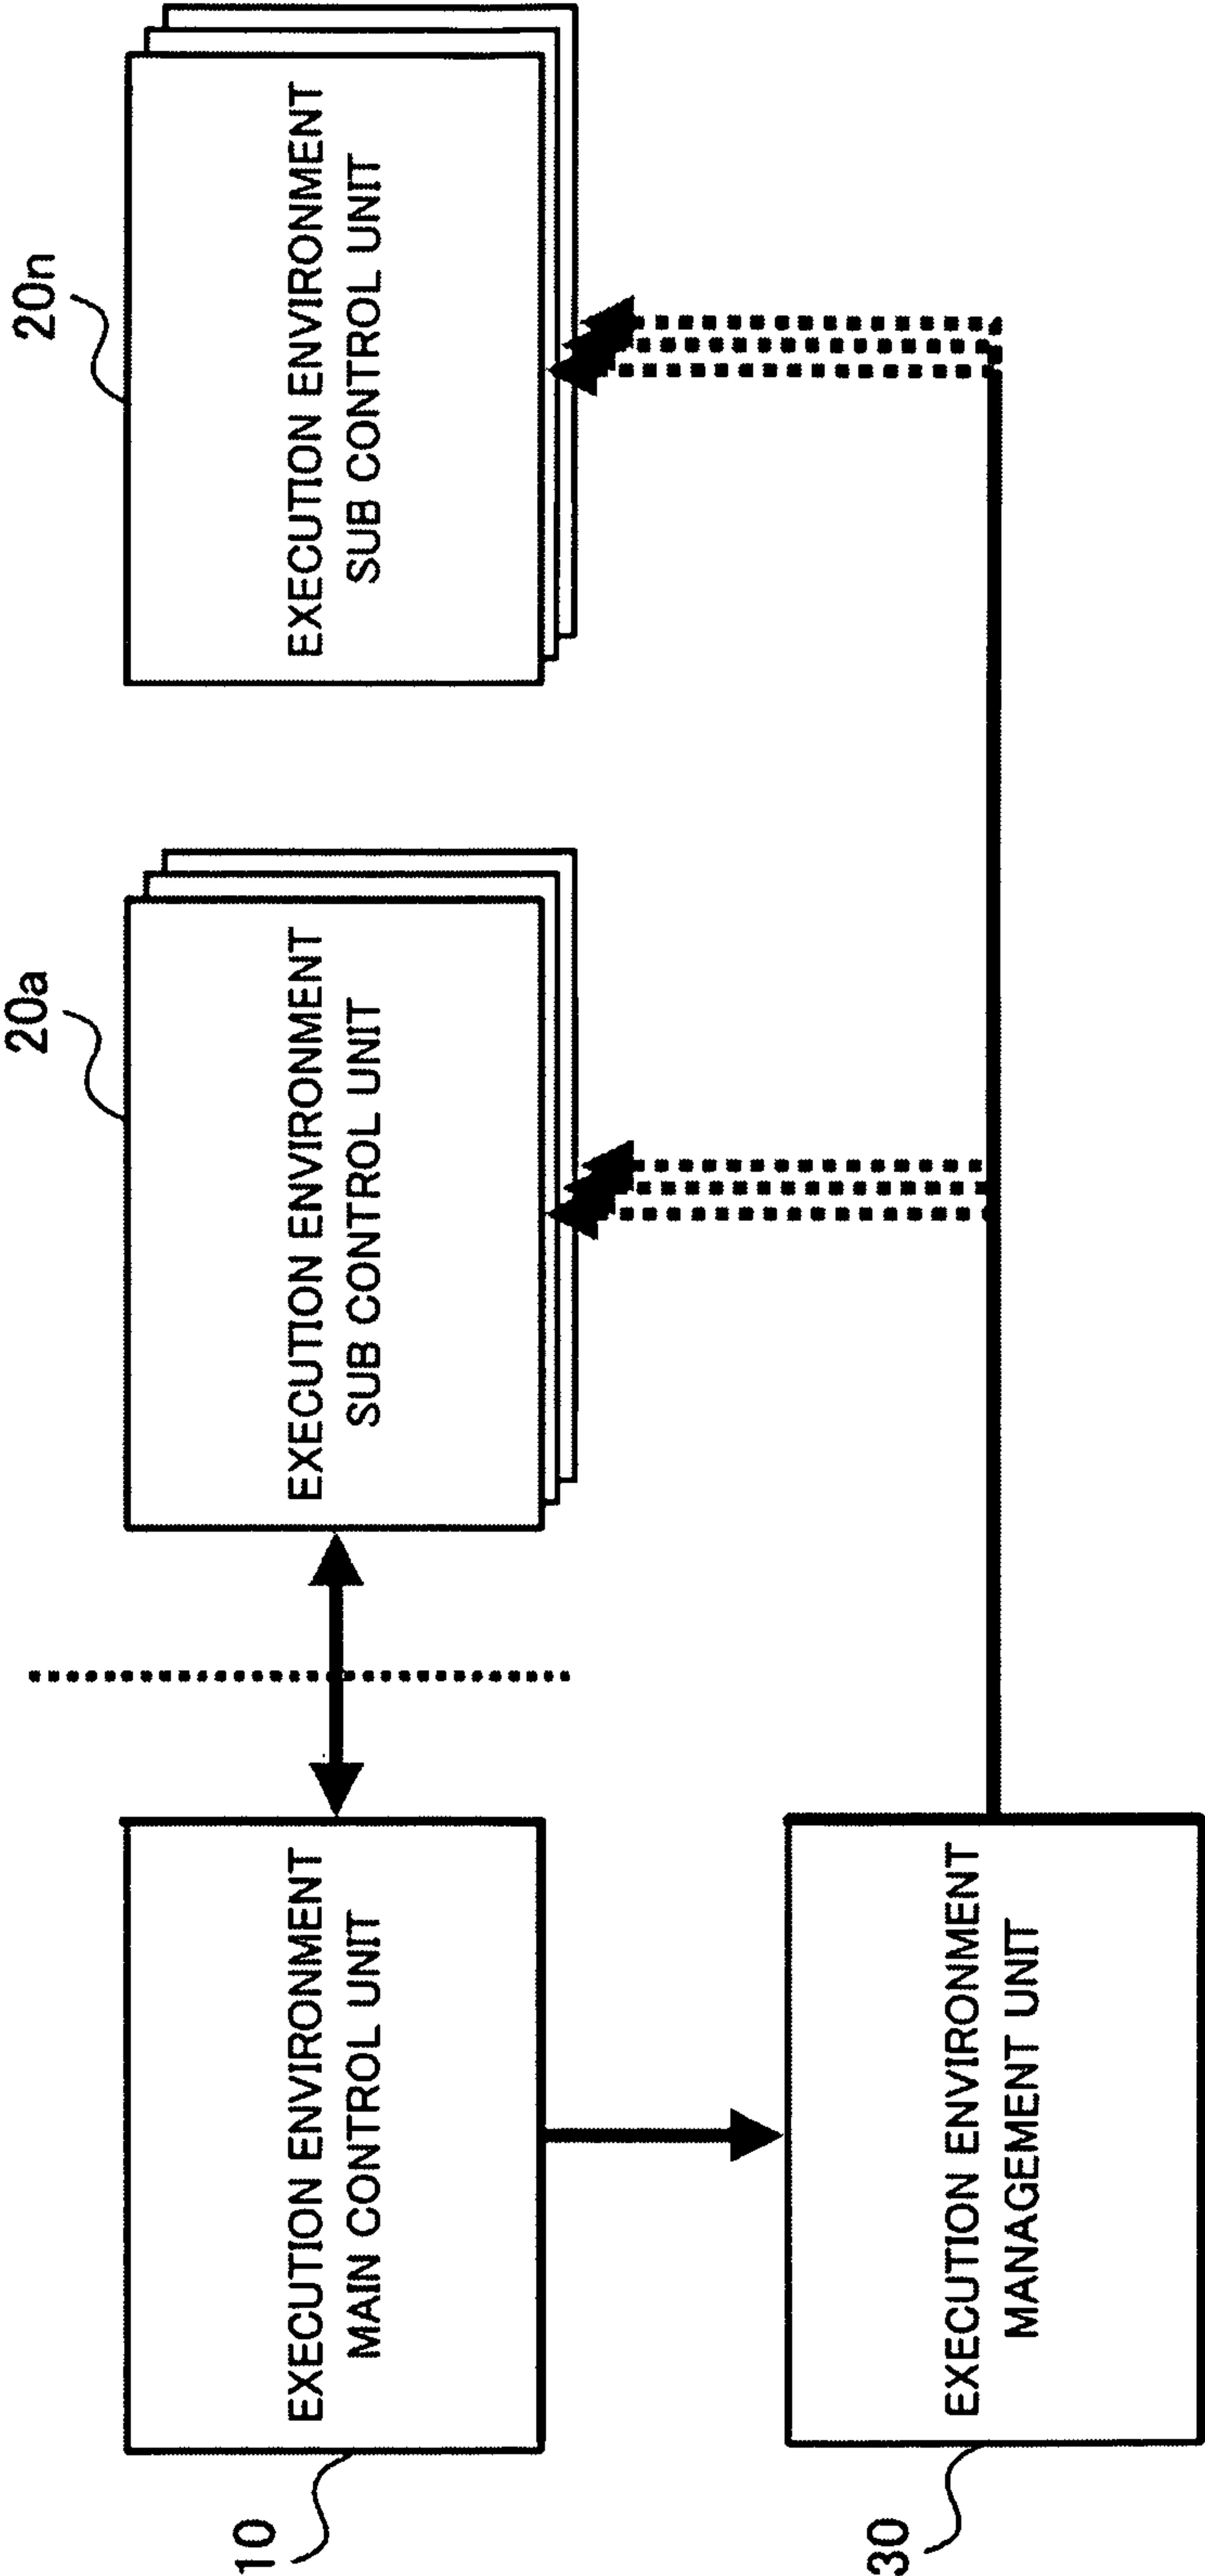 10
EXECUTION ENVIRONMENT
MAIN CONTROL UNIT
20a
EXECUTION ENVIRONMENT
SUB CONTROL UNIT
20n
EXECUTION ENVIRONMENT
SUB CONTROL UNIT
30
EXECUTION ENVIRONMENT
MANAGEMENT UNIT